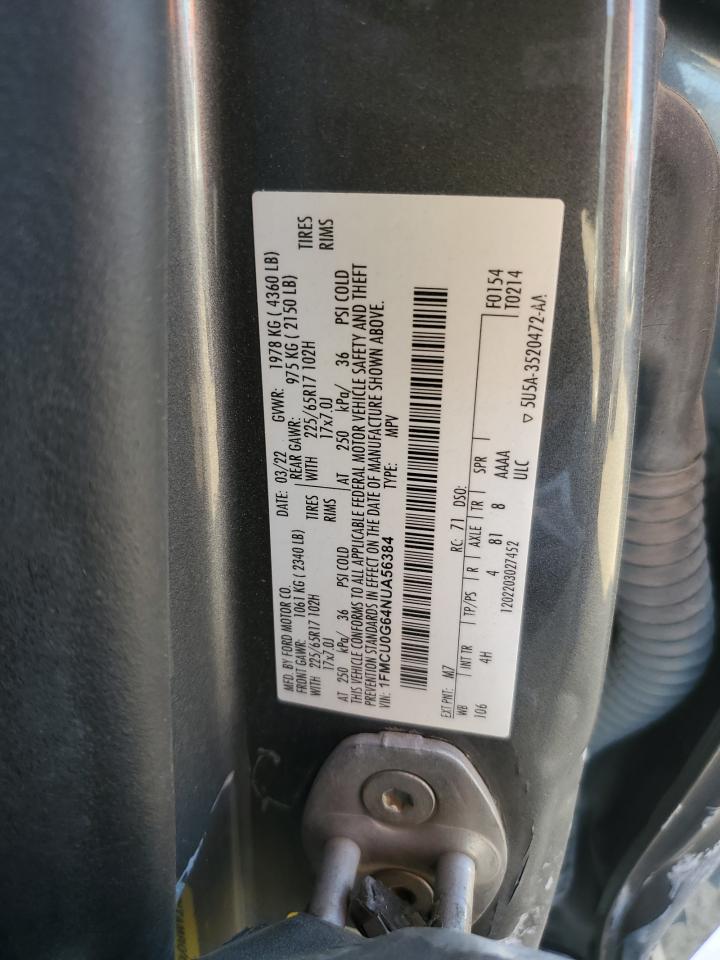 MFD. BY FORD MOTOR CO. DATE: 03/22 GVWR: 1978 KG ( 4360 LB)
FRONT GAWR: 1061 KG ( 2340 LB) REAR GAWR: 975 KG ( 2150 LB)
WITH 225/65R17 102H TIRES WITH 225/65R17 102H TIRES
17x7.0J RIMS 17x7.0J RIMS
AT 250 kPa/ 36 PSI COLD AT 250 kPa/ 36 PSI COLD
THIS VEHICLE CONFORMS TO ALL APPLICABLE FEDERAL MOTOR VEHICLE SAFETY AND THEFT
PREVENTION STANDARDS IN EFFECT ON THE DATE OF MANUFACTURE SHOWN ABOVE.
VIN: 1FMCU0G64NUA56384 TYPE: MPV
EXT PNT: M7 RC: 71 DSO:
WB INT TR TP/PS R AXLE TR SPR F0154
106 4H 4 81 8 AAAA T0214
1202203027452 ULC ▽ 5U5A-3520472-AA